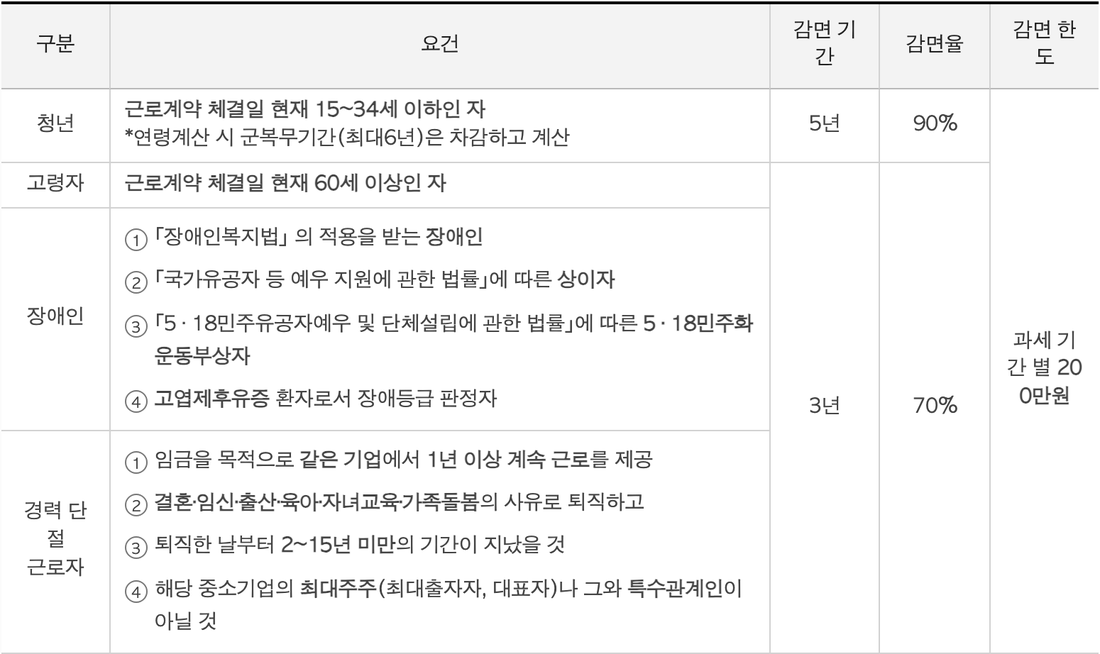 구분
요건
감면 기
간
감면율
감면 한
도
청년
근로계약 체결일 현재 15~34세 이하인 자
*연령계산 시 군복무기간(최대6년)은 차감하고 계산
5년
90%
고령자
근로계약 체결일 현재 60세 이상인 자
장애인
① 「장애인복지법」 의 적용을 받는 장애인
② 「국가유공자 등 예우 지원에 관한 법률」에 따른 상이자
③ 「5 · 18민주유공자예우 및 단체설립에 관한 법률」에 따른 5 · 18민주화
운동부상자
④ 고엽제후유증 환자로서 장애등급 판정자
3년
70%
과세 기
간 별 20
0만원
경력 단
절
근로자
① 임금을 목적으로 같은 기업에서 1년 이상 계속 근로를 제공
② 결혼·임신·출산·육아·자녀교육·가족돌봄의 사유로 퇴직하고
③ 퇴직한 날부터 2~15년 미만의 기간이 지났을 것
④ 해당 중소기업의 최대주주(최대출자자, 대표자)나 그와 특수관계인이
아닐 것